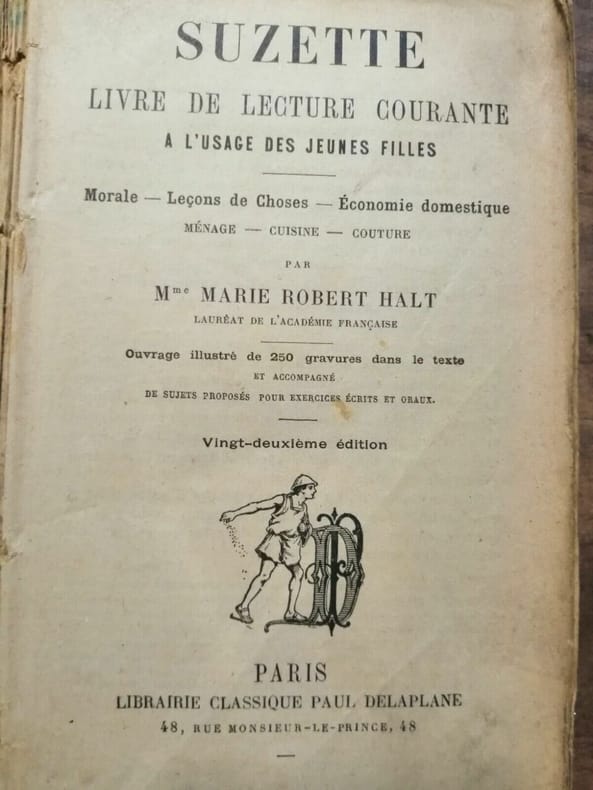 SUZETTE
LIVRE DE LECTURE COURANTE
A L'USAGE DES JEUNES FILLES
Morale — Leçons de Choses — Économie domestique
MÉNAGE — CUISINE — COUTURE
PAR
Mme MARIE ROBERT HALT
LAURÉAT DE L'ACADÉMIE FRANÇAISE
Ouvrage illustré de 250 gravures dans le texte
ET ACCOMPAGNÉ
DE SUJETS PROPOSÉS POUR EXERCICES ÉCRITS ET ORAUX.
Vingt-deuxième édition
PARIS
LIBRAIRIE CLASSIQUE PAUL DELAPLANE
48, RUE MONSIEUR-LE-PRINCE, 48